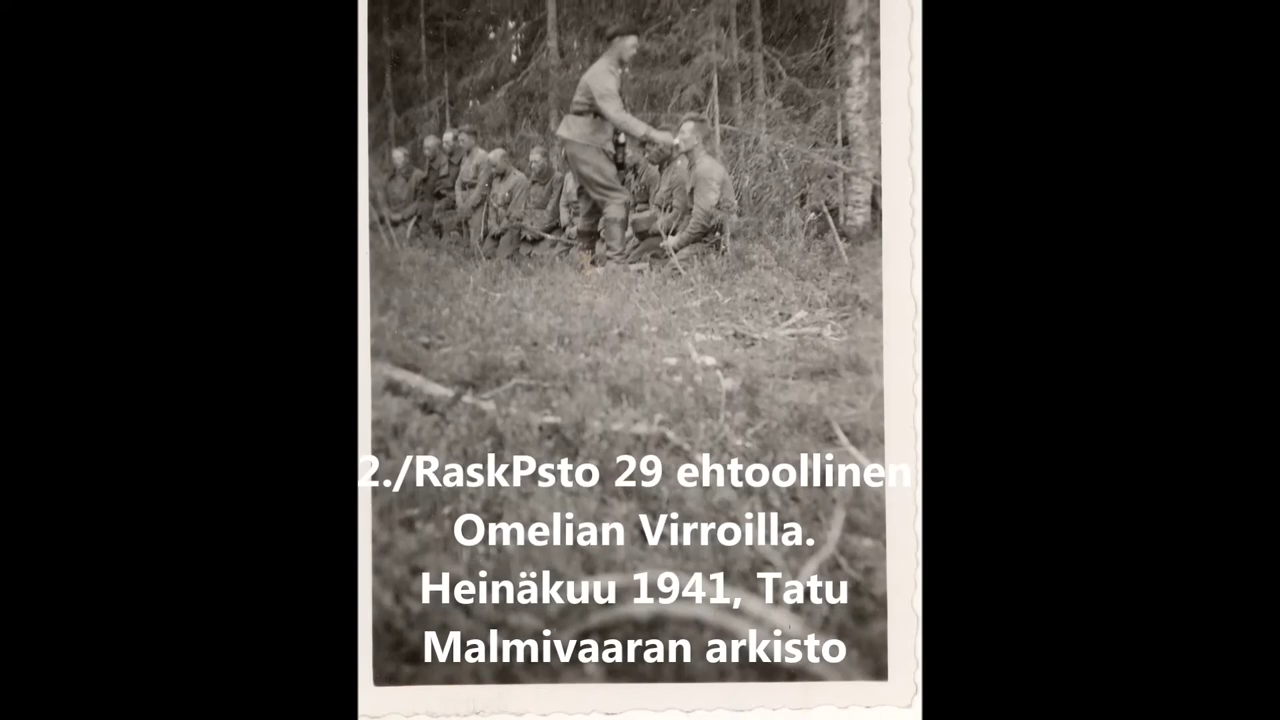 2./RaskPsto 29 ehtoollinen
Omelian Virroilla.
Heinäkuu 1941, Tatu
Malmivaaran arkisto